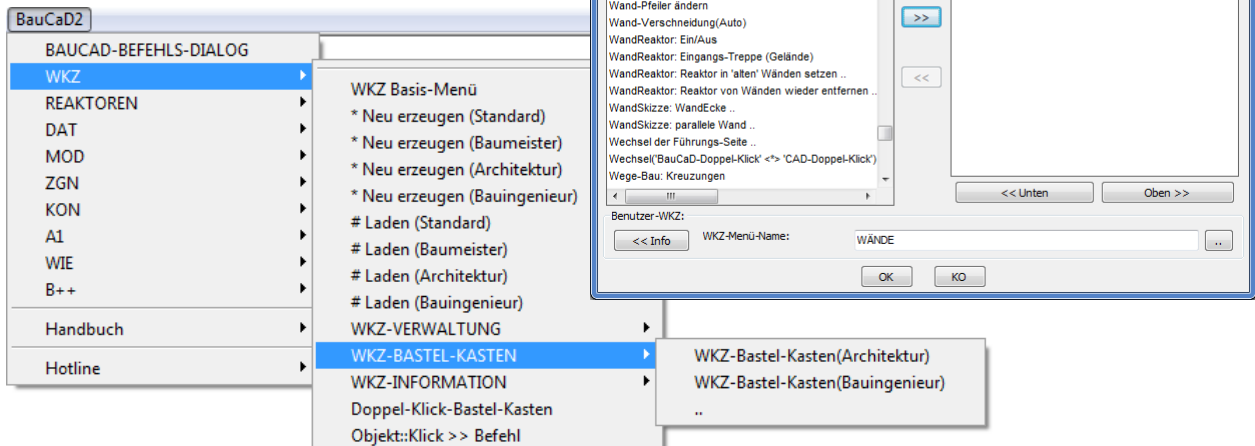 BauCaD2
BAUCAD-BEFEHLS-DIALOG
WKZ
REAKTOREN
DAT
MOD
ZGN
KON
A1
WIE
B++
Handbuch
Hotline
WKZ Basis-Menü
* Neu erzeugen (Standard)
* Neu erzeugen (Baumeister)
* Neu erzeugen (Architektur)
* Neu erzeugen (Bauingenieur)
# Laden (Standard)
# Laden (Baumeister)
# Laden (Architektur)
# Laden (Bauingenieur)
WKZ-VERWALTUNG
WKZ-BASTEL-KASTEN
WKZ-INFORMATION
Doppel-Klick-Bastel-Kasten
Objekt::Klick >> Befehl
WKZ-Bastel-Kasten(Architektur)
WKZ-Bastel-Kasten(Bauingenieur)
..
Wand-Pfeiler ändern
Wand-Verschneidung(Auto)
WandReaktor: Ein/Aus
WandReaktor: Eingangs-Treppe (Gelände)
WandReaktor: Reaktor in 'alten' Wänden setzen ..
WandReaktor: Reaktor von Wänden wieder entfernen ..
WandSkizze: WandEcke ..
WandSkizze: parallele Wand ..
Wechsel der Führungs-Seite ..
Wechsel('BauCaD-Doppel-Klick' <*> 'CAD-Doppel-Klick')
Wege-Bau: Kreuzungen
>>
<<
<< Unten
Oben >>
Benutzer-WKZ:
<< Info
WKZ-Menü-Name:
WÄNDE
..
OK
KO